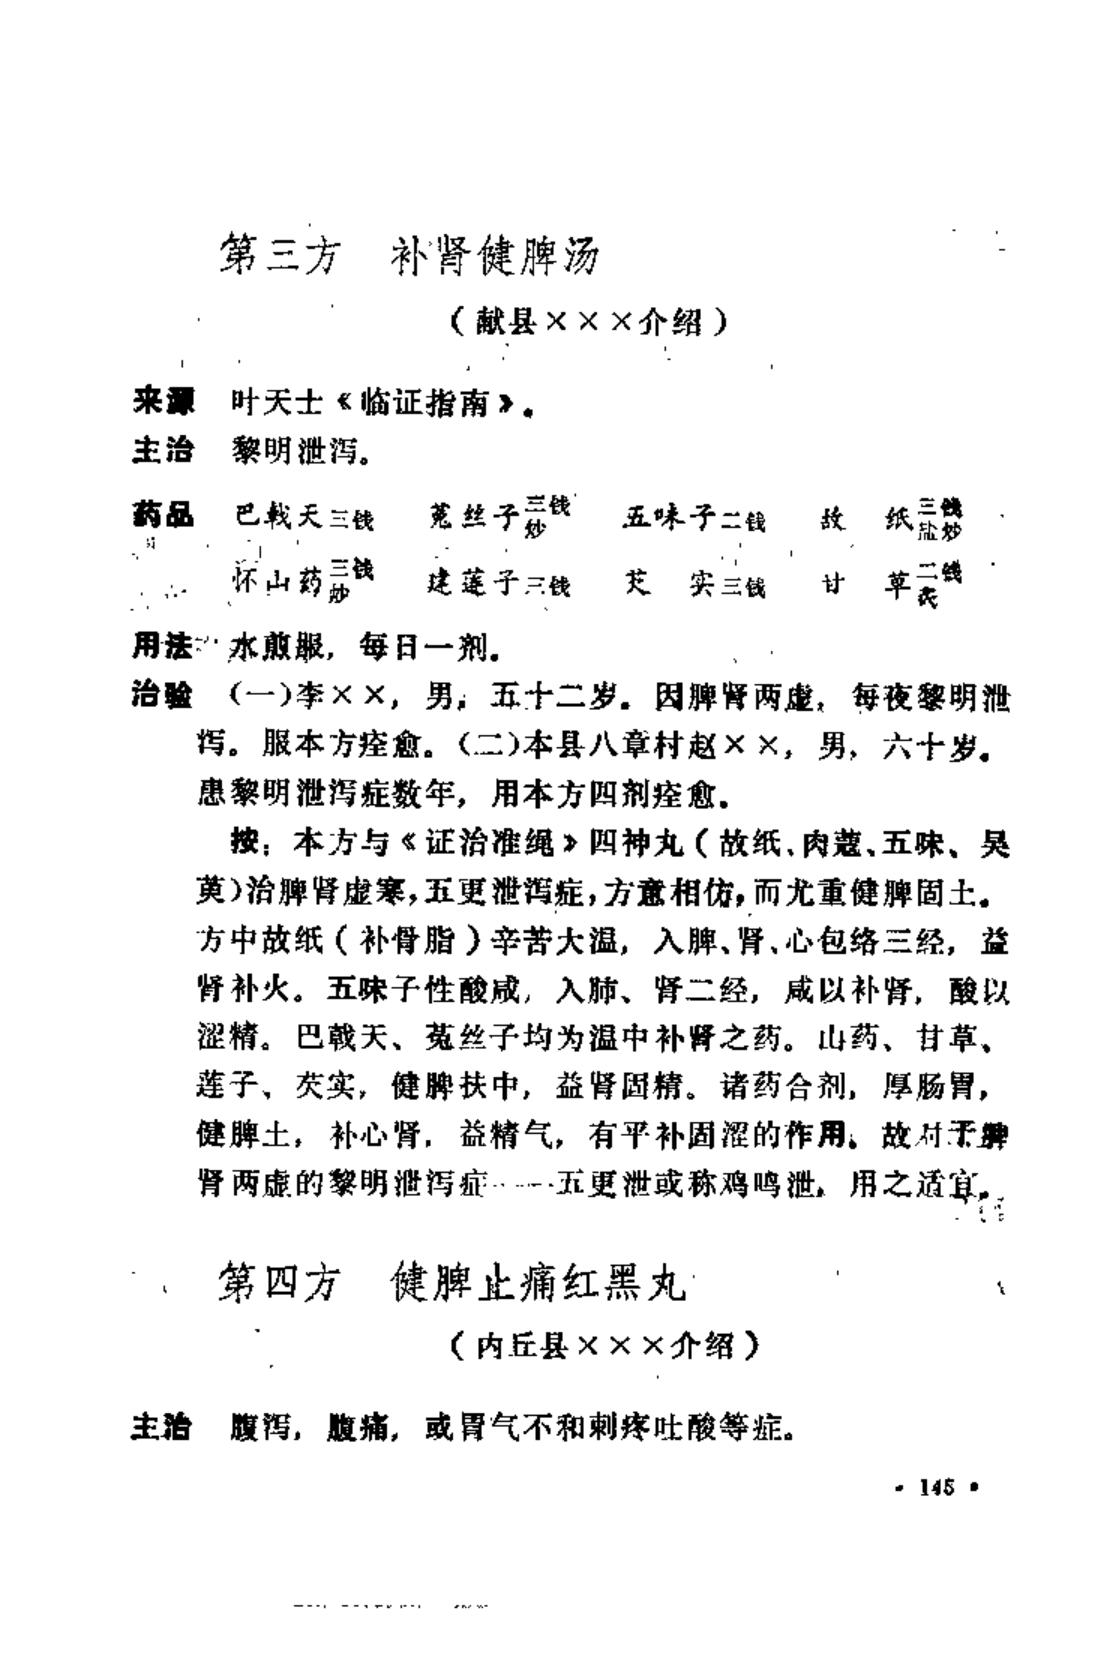 第三方 补肾健脾汤
（献县×××介绍）
来源 叶天士《临证指南》。
主治 黎明泄泻。
药品 巴戟天三钱 菟丝子三钱炒 五味子二钱 故纸三钱盐炒
怀山药三钱炒 建莲子三钱 芡实三钱 甘草二钱炙
用法 水煎服，每日一剂。
治验 （一）李××，男，五十二岁。因脾肾两虚，每夜黎明泄
泻。服本方痊愈。（二）本县八章村赵××，男，六十岁。
患黎明泄泻症数年，用本方四剂痊愈。
按：本方与《证治准绳》四神丸（故纸、肉蔻、五味、吴
萸）治脾肾虚寒，五更泄泻症，方意相仿，而尤重健脾固土。
方中故纸（补骨脂）辛苦大温，入脾、肾、心包络三经，益
肾补火。五味子性酸咸，入肺、肾二经，咸以补肾，酸以
涩精。巴戟天、菟丝子均为温中补肾之药。山药、甘草、
莲子、芡实，健脾扶中，益肾固精。诸药合剂，厚肠胃，
健脾土，补心肾，益精气，有平补固涩的作用。故对于脾
肾两虚的黎明泄泻症——五更泄或称鸡鸣泄，用之适宜。
第四方 健脾止痛红黑丸
（内丘县×××介绍）
主治 腹泻，腹痛，或胃气不和刺疼吐酸等症。
• 145 •